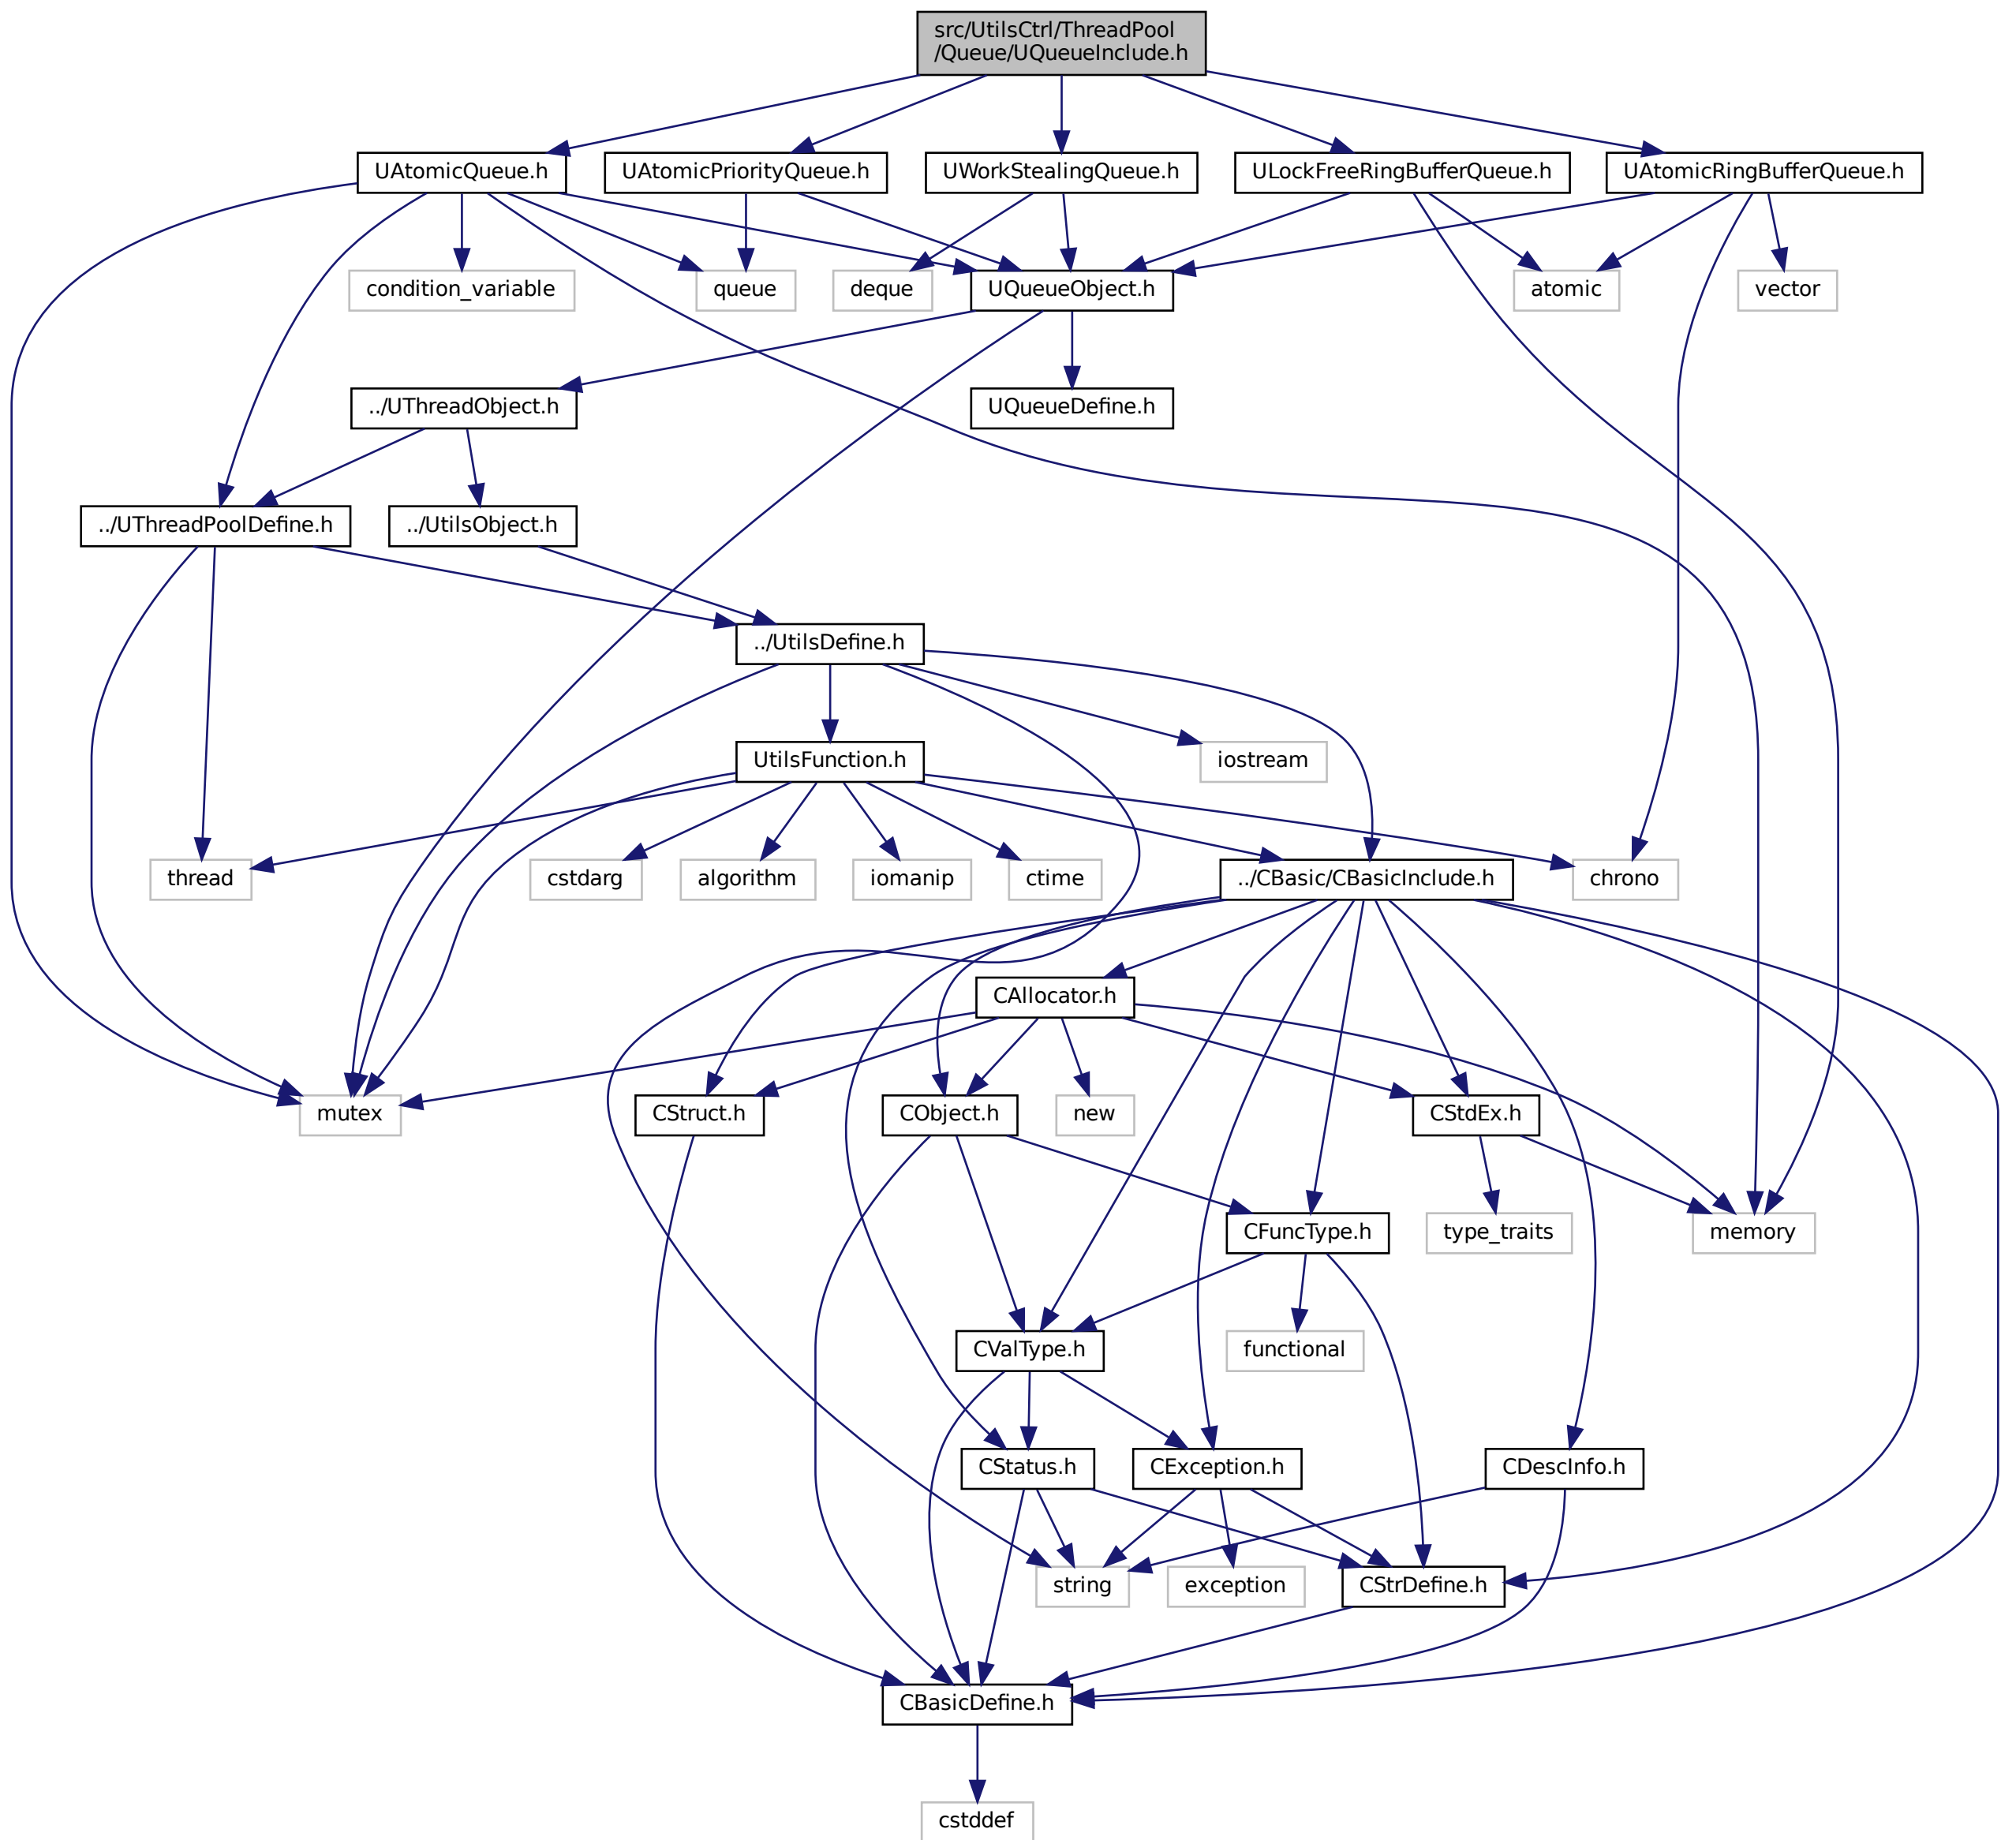 src/UtilsCtrl/ThreadPool
/Queue/UQueueInclude.h
UAtomicQueue.h
UAtomicPriorityQueue.h
UWorkStealingQueue.h
ULockFreeRingBufferQueue.h
UAtomicRingBufferQueue.h
condition_variable
queue
deque
UQueueObject.h
atomic
vector
../UThreadObject.h
UQueueDefine.h
../UThreadPoolDefine.h
../UtilsObject.h
../UtilsDefine.h
UtilsFunction.h
iostream
thread
cstdarg
algorithm
iomanip
ctime
../CBasic/CBasicInclude.h
chrono
CAllocator.h
mutex
CStruct.h
CObject.h
new
CStdEx.h
CFuncType.h
type_traits
memory
CValType.h
functional
CStatus.h
CException.h
CDescInfo.h
string
exception
CStrDefine.h
CBasicDefine.h
cstddef